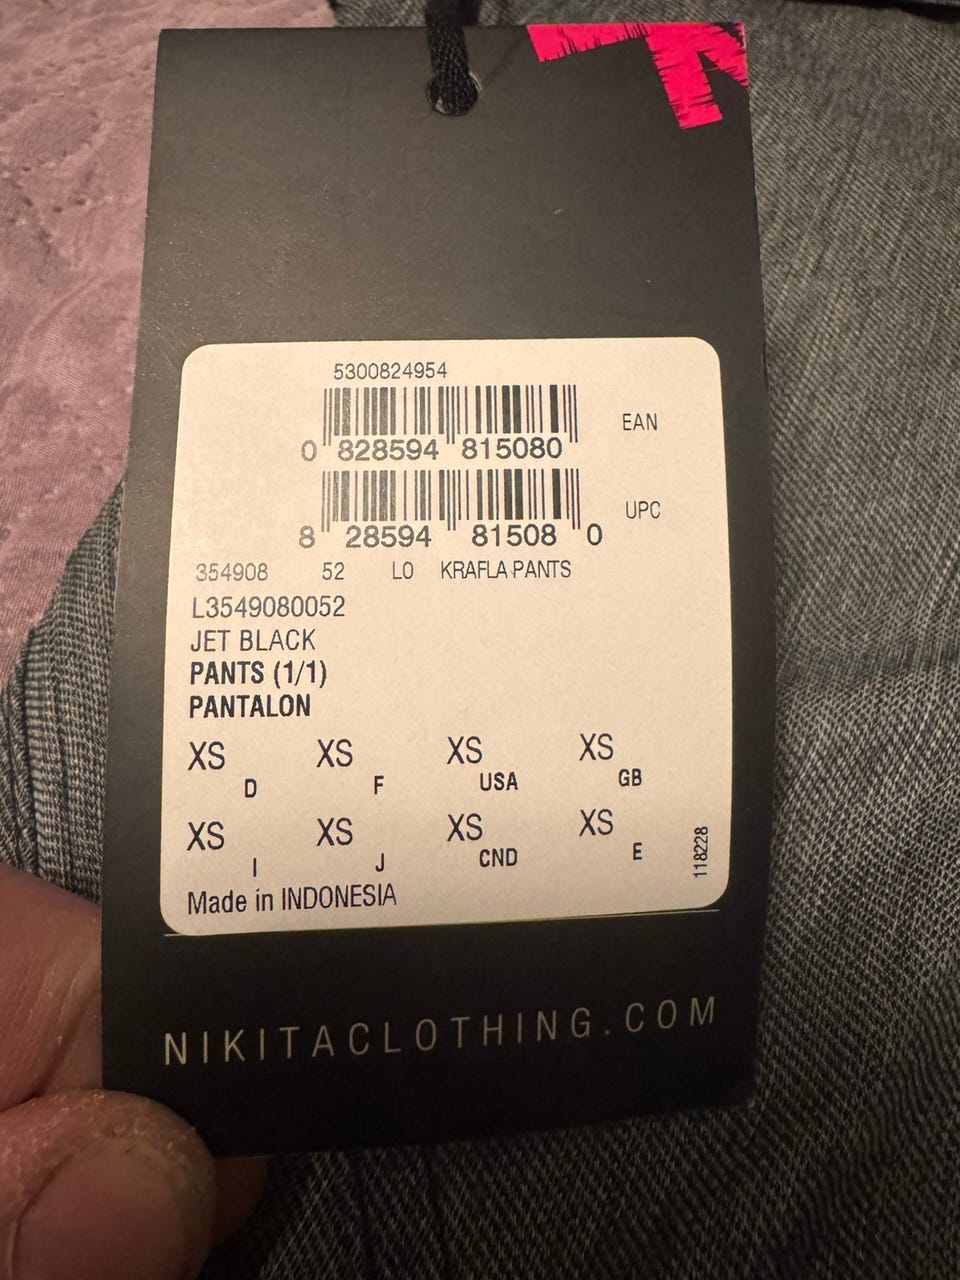 5300824954
EAN
0 828594 815080
UPC
8 28594 81508 0
354908 52 L0 KRAFLA PANTS
L3549080052
JET BLACK
PANTS (1/1)
PANTALON
XS D XS F XS USA XS GB
XS I XS J XS CND XS E
118228
Made in INDONESIA
NIKITACLOTHING.COM